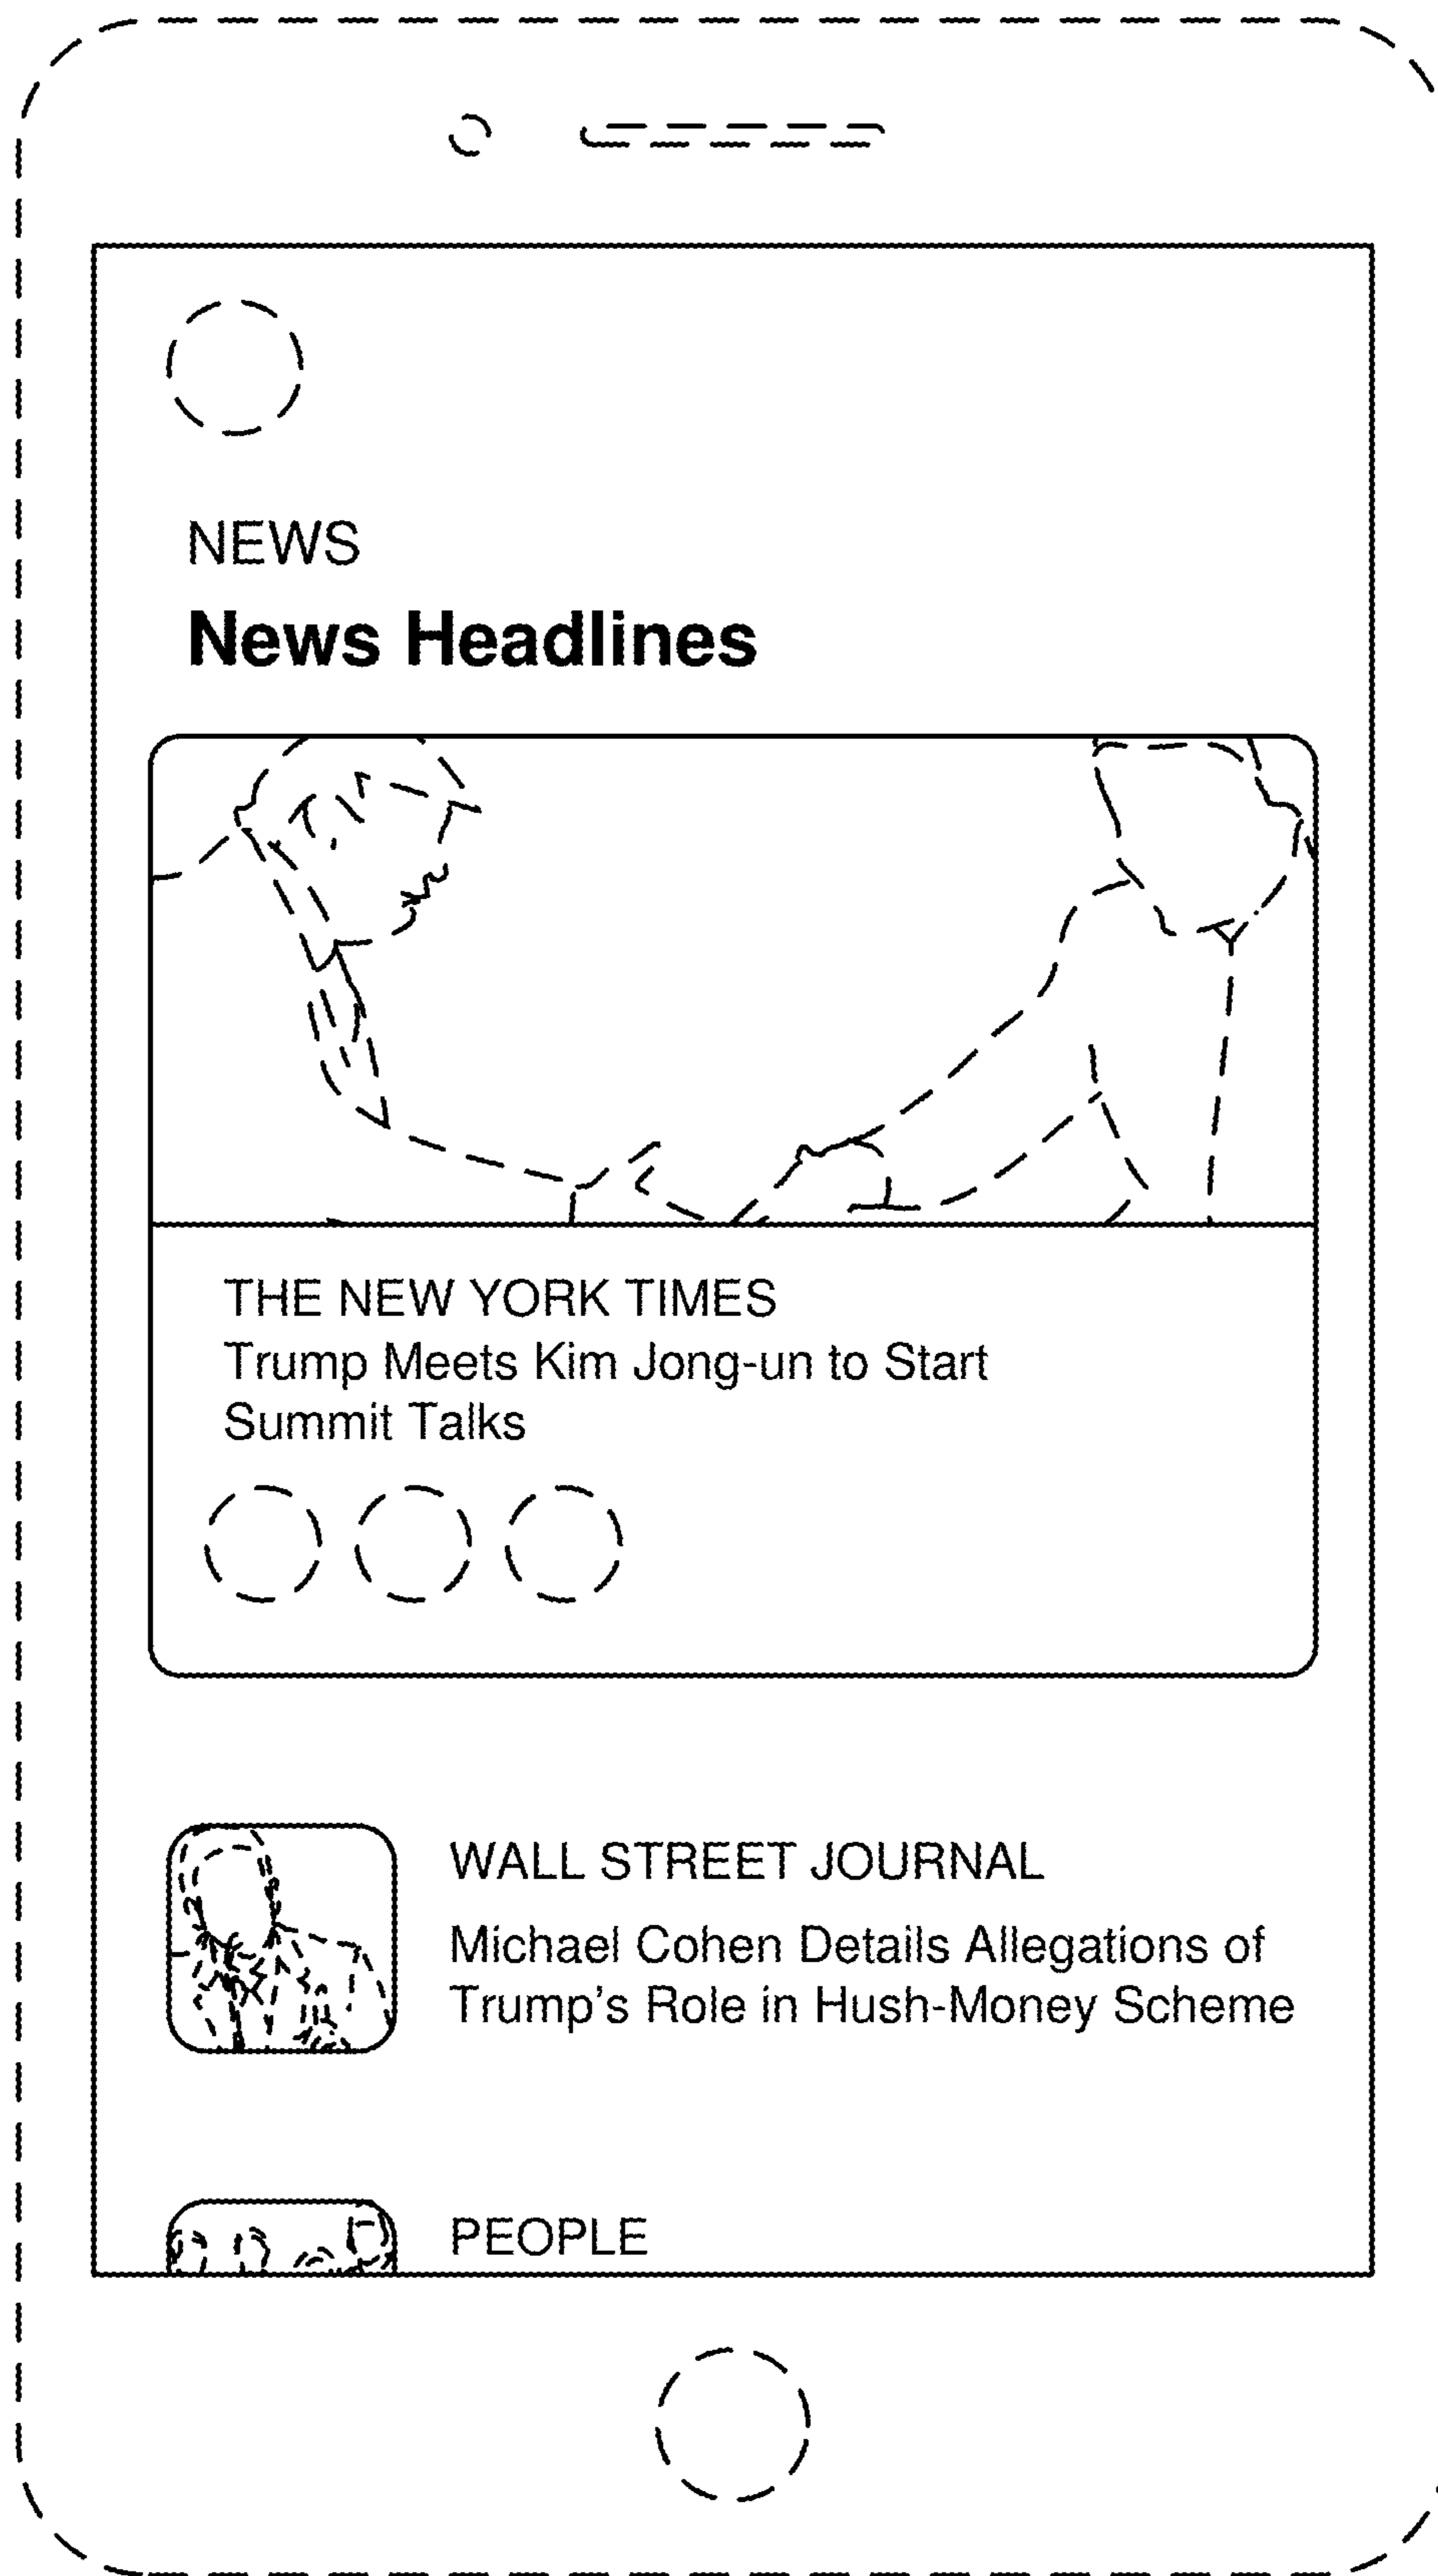 NEWS
News Headlines
THE NEW YORK TIMES
Trump Meets Kim Jong-un to Start
Summit Talks
WALL STREET JOURNAL
Michael Cohen Details Allegations of
Trump's Role in Hush-Money Scheme
PEOPLE